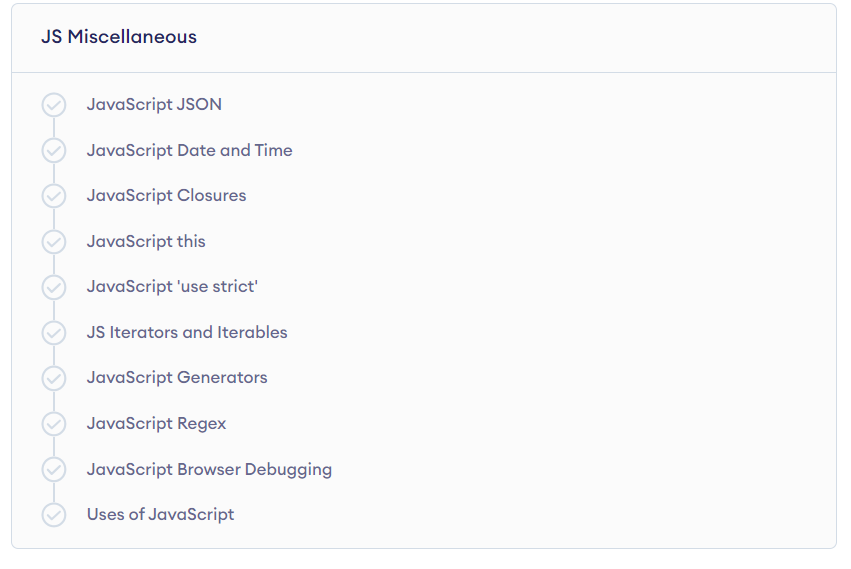 JS Miscellaneous
JavaScript JSON
JavaScript Date and Time
JavaScript Closures
JavaScript this
JavaScript 'use strict'
JS Iterators and Iterables
JavaScript Generators
JavaScript Regex
JavaScript Browser Debugging
Uses of JavaScript